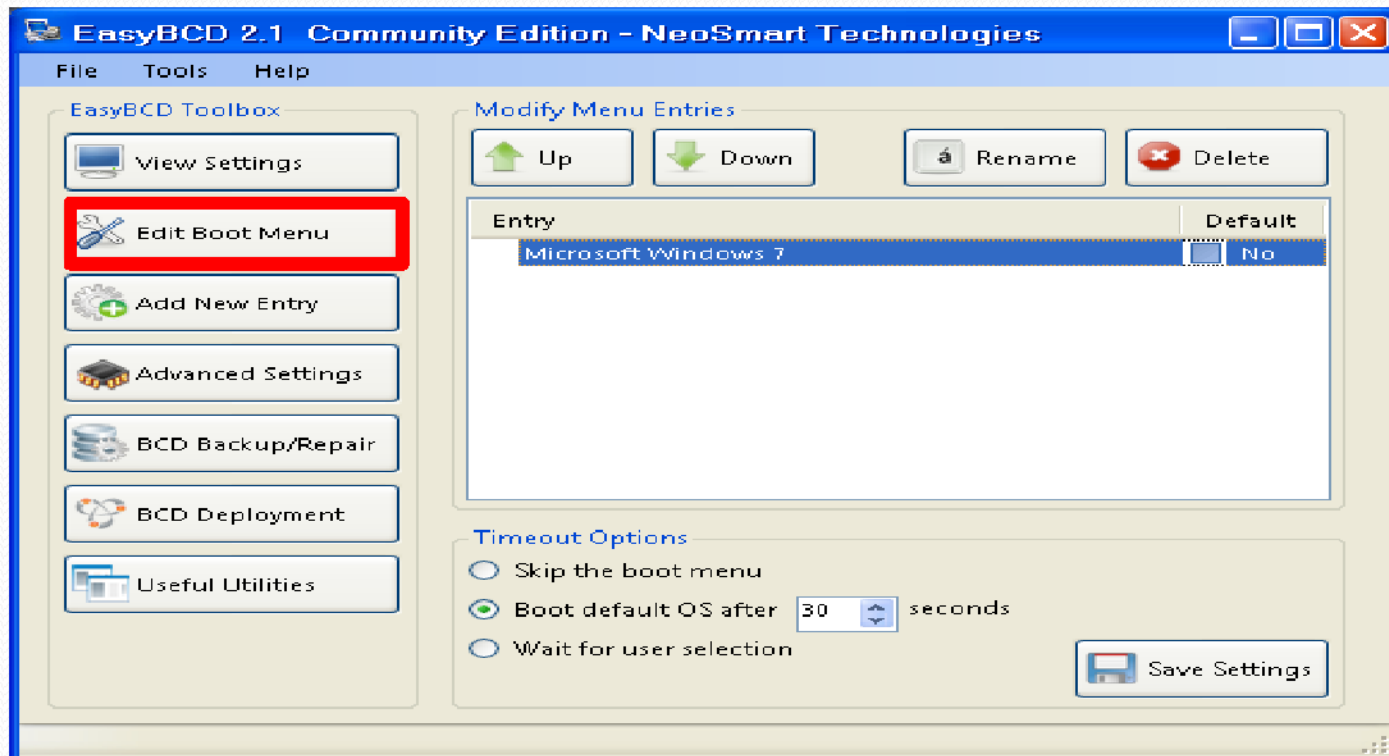 EasyBCD 2.1 Community Edition - NeoSmart Technologies
File Tools Help
EasyBCD Toolbox
View Settings
Edit Boot Menu
Add New Entry
Advanced Settings
BCD Backup/Repair
BCD Deployment
Useful Utilities
Modify Menu Entries
Up Down á Rename Delete
Entry Default
Microsoft Windows 7 No
Timeout Options
Skip the boot menu
Boot default OS after 30 seconds
Wait for user selection
Save Settings